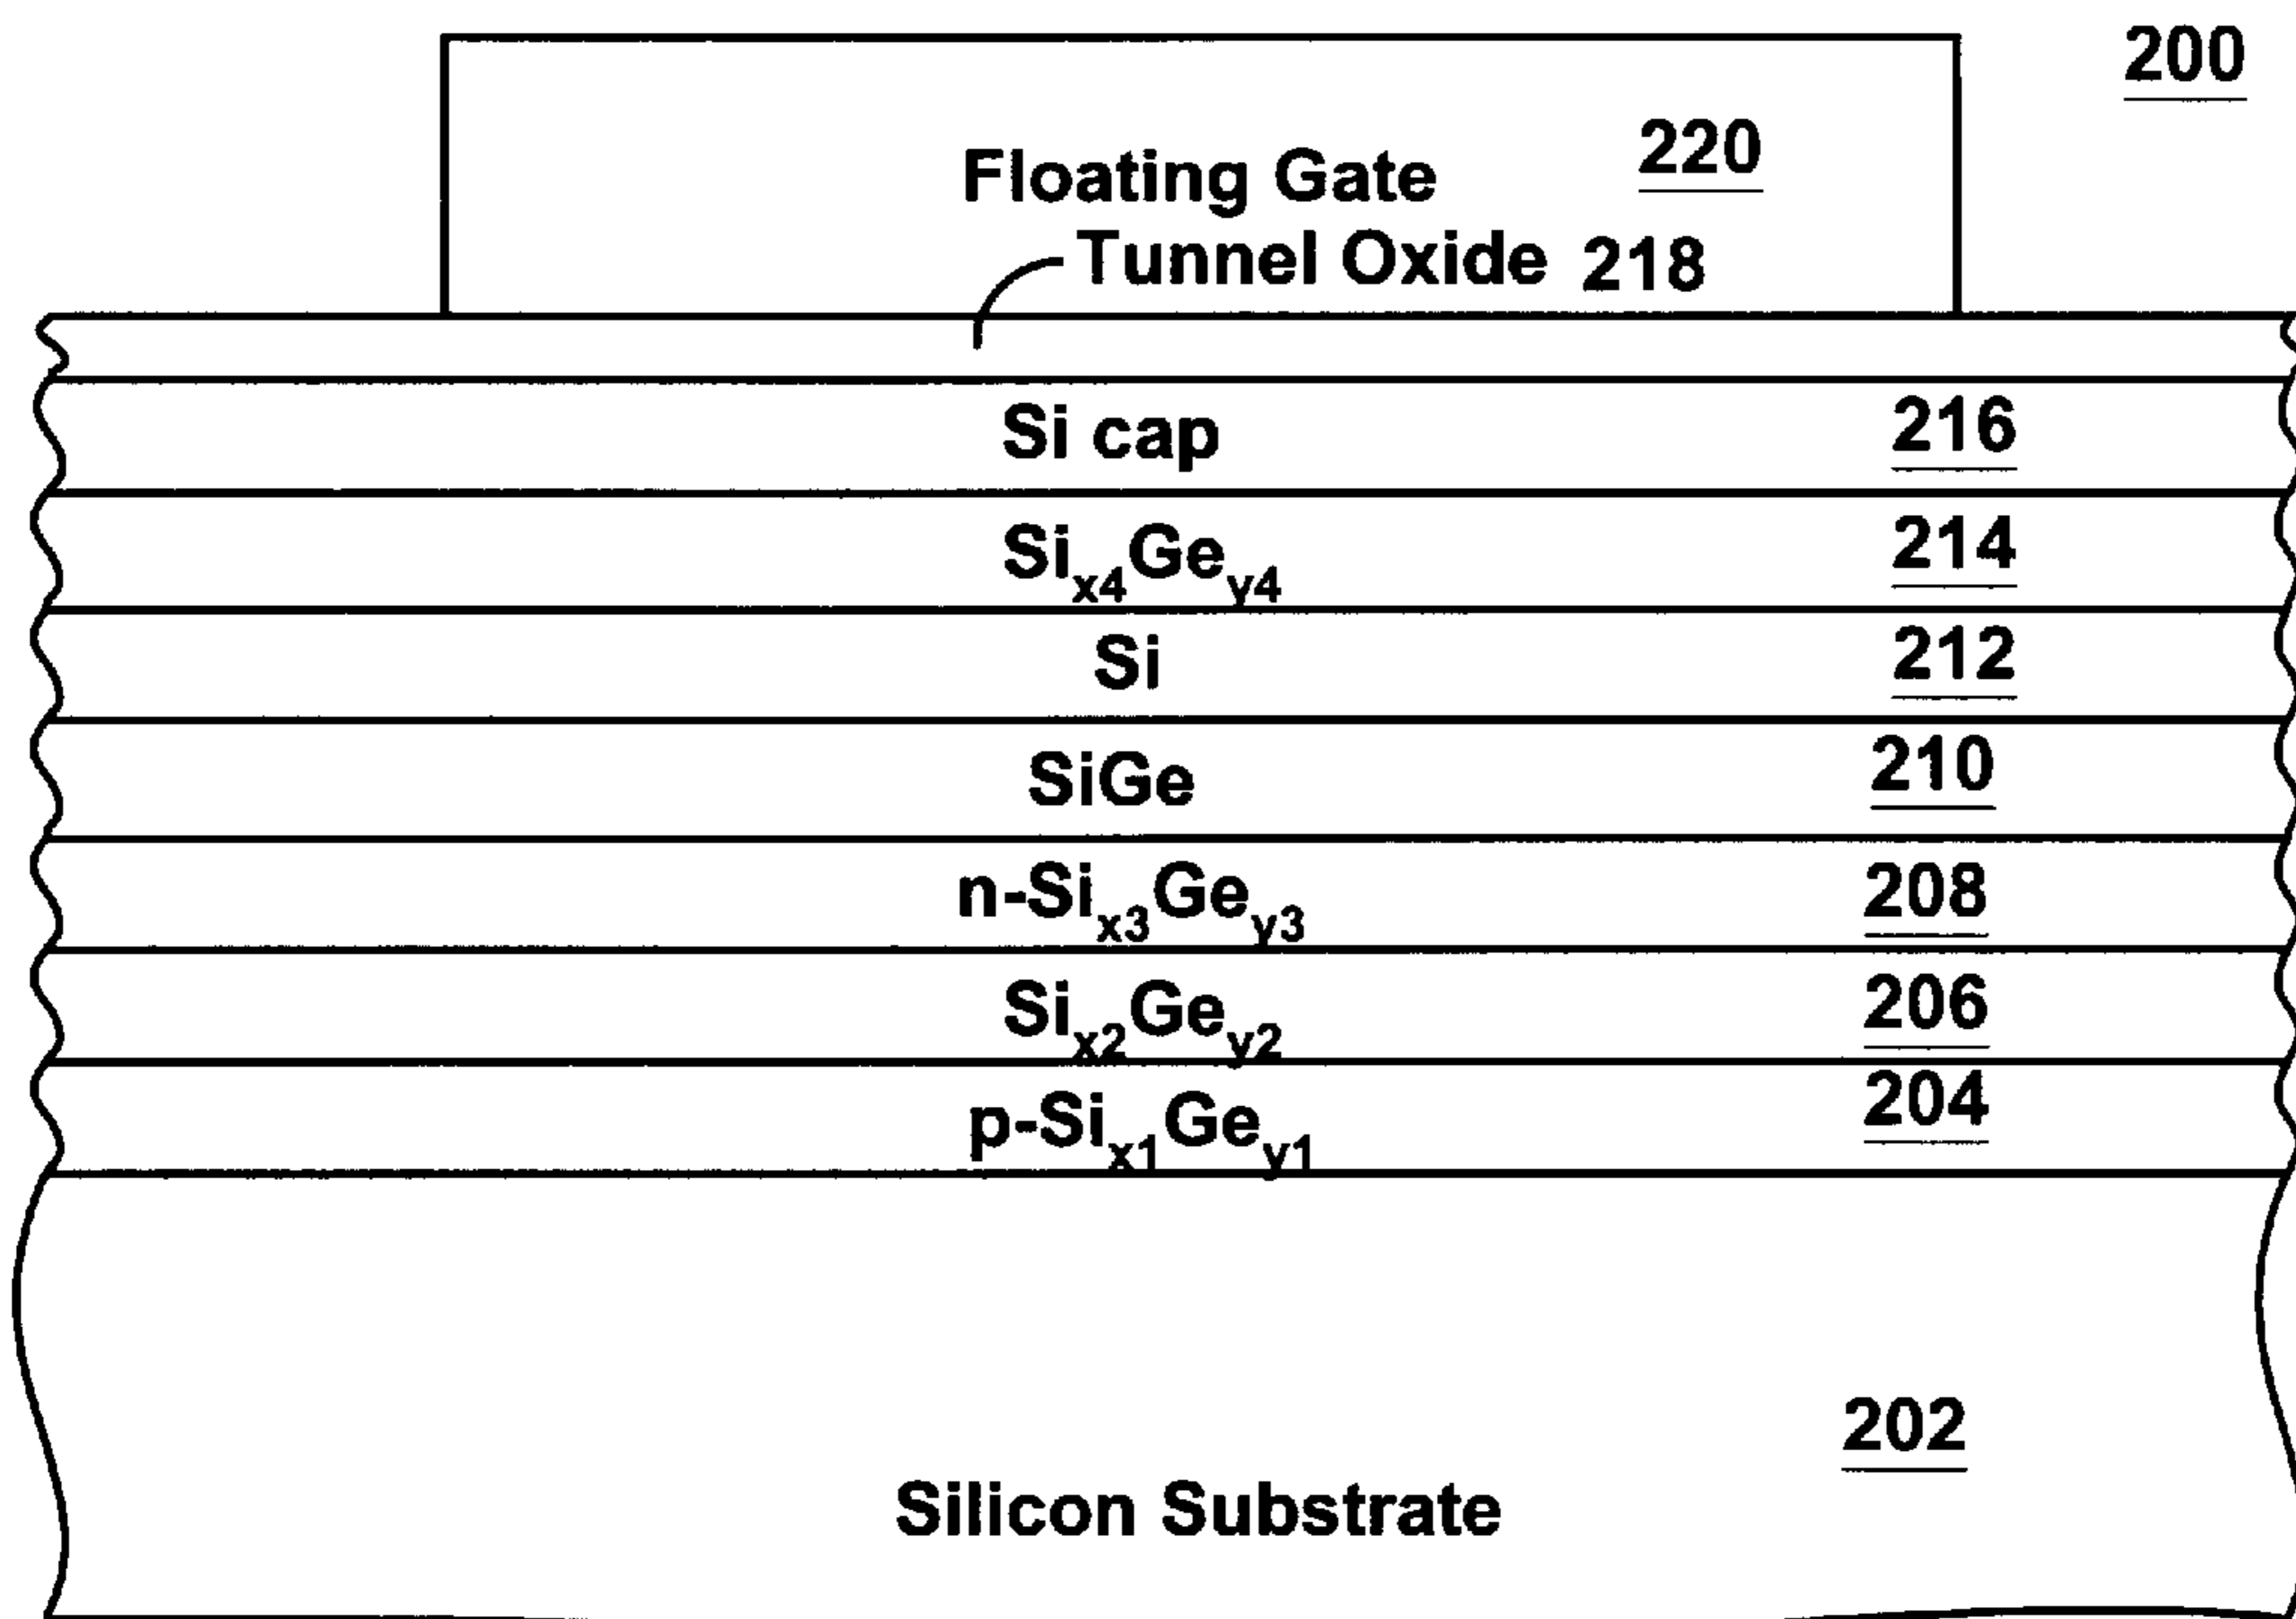 200
Floating Gate 220
Tunnel Oxide 218
Si cap 216
Six4Gey4 214
Si 212
SiGe 210
n-Six3Gey3 208
Six2Gey2 206
p-Six1Gey1 204
202
Silicon Substrate